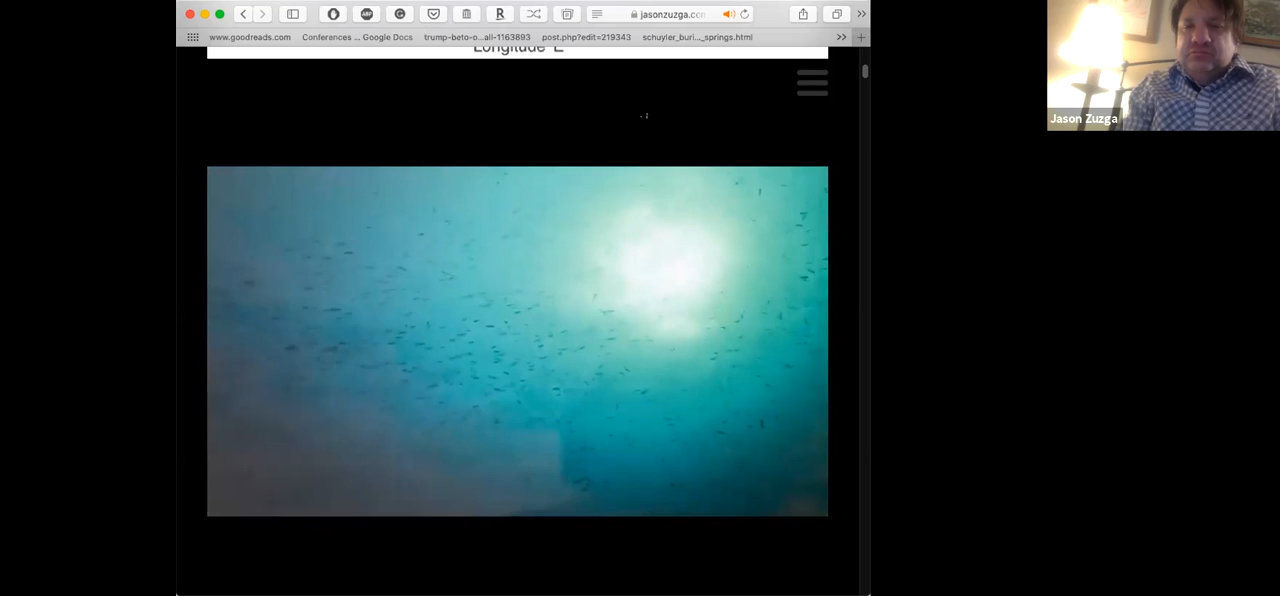 jasonzuzga.com
www.goodreads.com
Conferences ... Google Docs
trump-beto-o...all-1163893
post.php?edit=219343
schuyler_buri..._springs.html
Longitude E
Jason Zuzga